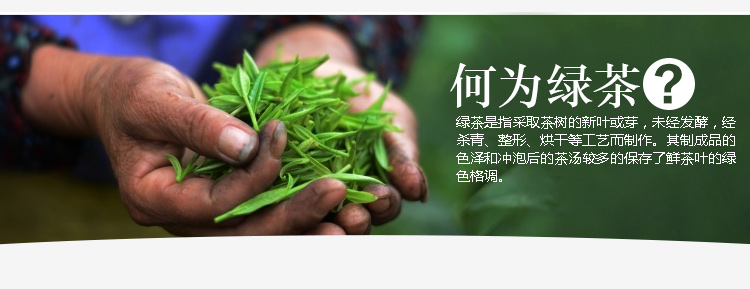 何为绿茶?
绿茶是指采取茶树的新叶或芽，未经发酵，经
杀青、整形、烘干等工艺而制作。其制成品的
色泽和冲泡后的茶汤较多的保存了鲜茶叶的绿
色格调。